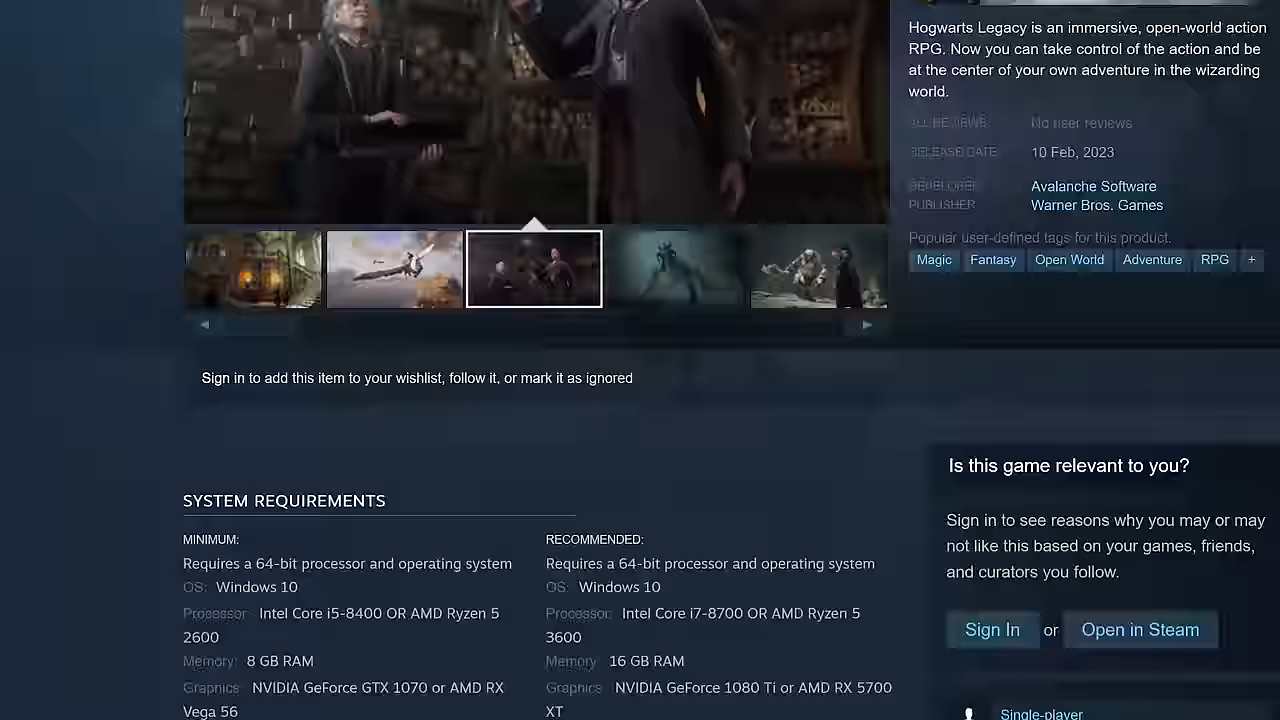 Hogwarts Legacy is an immersive, open-world action
RPG. Now you can take control of the action and be
at the center of your own adventure in the wizarding
world.
ALL REVIEWS: No user reviews
RELEASE DATE: 10 Feb, 2023
DEVELOPER: Avalanche Software
PUBLISHER: Warner Bros. Games
Popular user-defined tags for this product:
Magic Fantasy Open World Adventure RPG +
Sign in to add this item to your wishlist, follow it, or mark it as ignored
Is this game relevant to you?
Sign in to see reasons why you may or may
not like this based on your games, friends,
and curators you follow.
Sign In or Open in Steam
Single-player
SYSTEM REQUIREMENTS
MINIMUM:
Requires a 64-bit processor and operating system
OS: Windows 10
Processor: Intel Core i5-8400 OR AMD Ryzen 5
2600
Memory: 8 GB RAM
Graphics: NVIDIA GeForce GTX 1070 or AMD RX
Vega 56
RECOMMENDED:
Requires a 64-bit processor and operating system
OS: Windows 10
Processor: Intel Core i7-8700 OR AMD Ryzen 5
3600
Memory: 16 GB RAM
Graphics: NVIDIA GeForce 1080 Ti or AMD RX 5700
XT